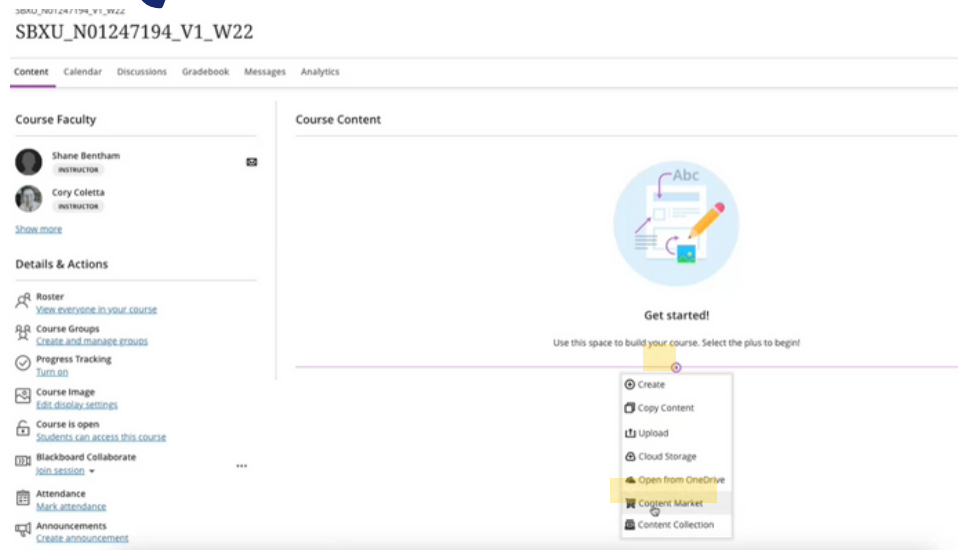 SBXU_N01247194_V1_W22
SBXU_N01247194_V1_W22
Content Calendar Discussions Gradebook Messages Analytics
Course Faculty
Shane Bentham
INSTRUCTOR
Cory Coletta
INSTRUCTOR
Show more
Details & Actions
Roster
View everyone in your course
Course Groups
Create and manage groups
Progress Tracking
Turn on
Course Image
Edit display settings
Course is open
Students can access this course
Blackboard Collaborate
Join session
Attendance
Mark attendance
Announcements
Create announcement
Course Content
Abc
Get started!
Use this space to build your course. Select the plus to begin!
Create
Copy Content
Upload
Cloud Storage
Open from OneDrive
Content Market
Content Collection